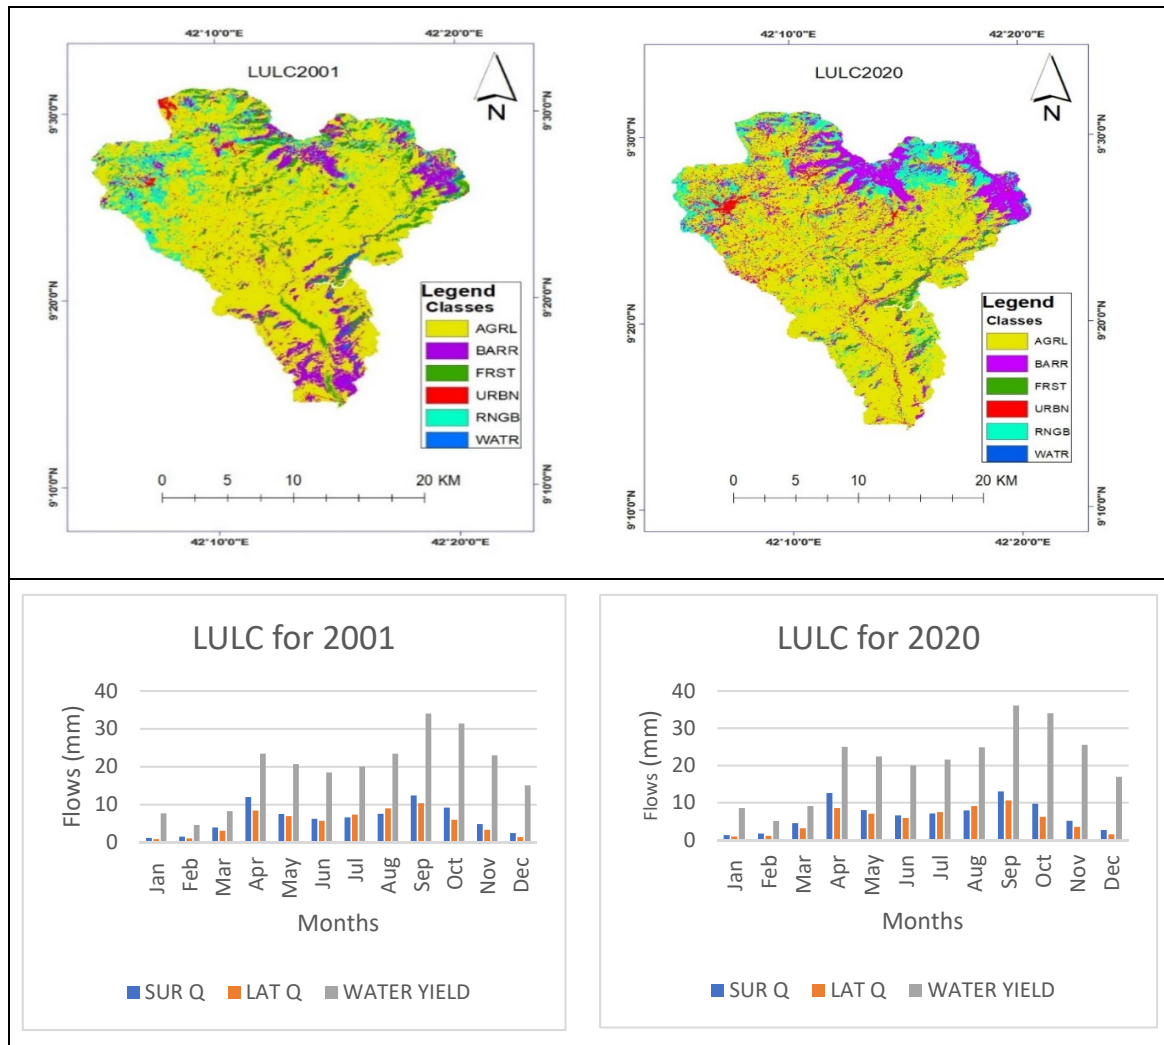 42°10'0"E 42°20'0"E
LULC2001
N
9°30'0"N 9°30'0"N
9°20'0"N 9°20'0"N
9°10'0"N 9°10'0"N
Legend
Classes
AGRL
BARR
FRST
URBN
RNGB
WATR
0 5 10 20 KM
42°10'0"E 42°20'0"E
42°10'0"E 42°20'0"E
LULC2020
N
9°30'0"N 9°30'0"N
9°20'0"N 9°20'0"N
9°10'0"N 9°10'0"N
Legend
Classes
AGRL
BARR
FRST
URBN
RNGB
WATR
0 5 10 20 KM
42°10'0"E 42°20'0"E
LULC for 2001
Flows (mm)
40
30
20
10
0
Jan Feb Mar Apr May Jun Jul Aug Sep Oct Nov Dec
Months
SUR Q LAT Q WATER YIELD
LULC for 2020
Flows (mm)
40
30
20
10
0
Jan Feb Mar Apr May Jun Jul Aug Sep Oct Nov Dec
Months
SUR Q LAT Q WATER YIELD